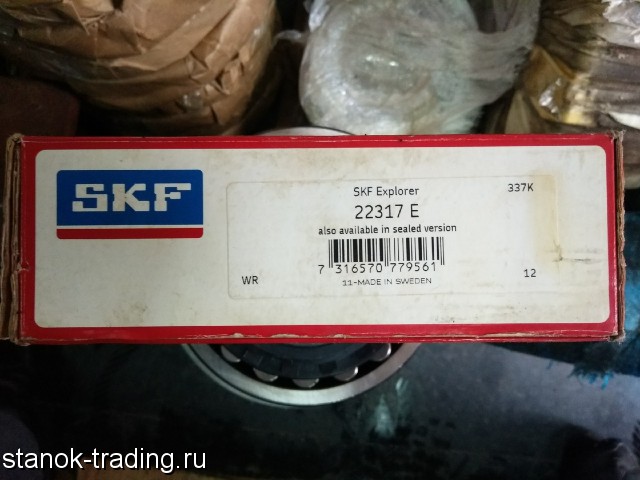 SKF
SKF Explorer
337K
22317 E
also available in sealed version
7 316570 779561
WR
11-MADE IN SWEDEN
12
stanok-trading.ru